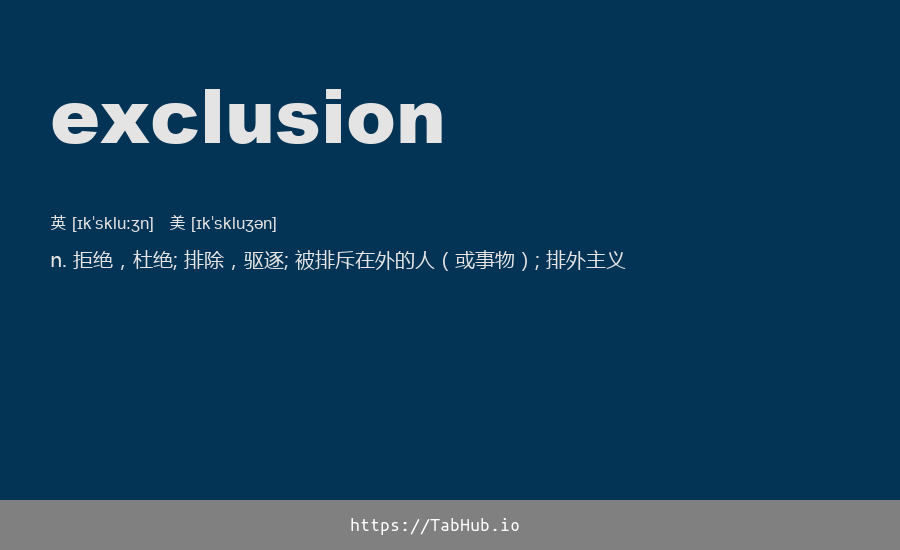 exclusion
英 [ɪkˈskluːʒn] 美 [ɪkˈskluʒən]
n. 拒绝，杜绝; 排除，驱逐; 被排斥在外的人（或事物）; 排外主义
https://TabHub.io